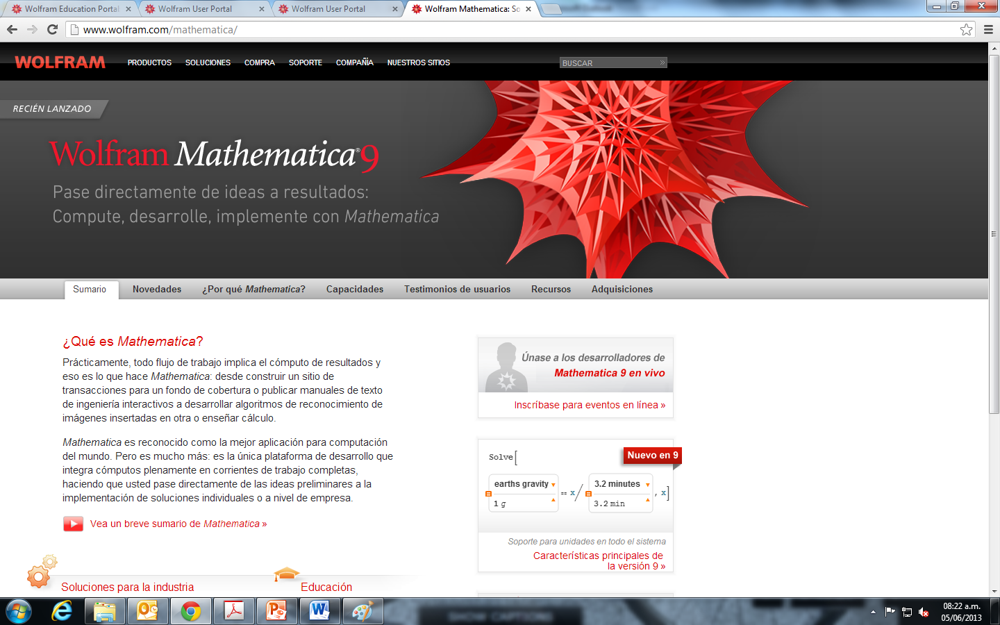 Wolfram Education Portal
Wolfram User Portal
Wolfram User Portal
Wolfram Mathematica: So
www.wolfram.com/mathematica/
WOLFRAM
PRODUCTOS SOLUCIONES COMPRA SOPORTE COMPAÑÍA NUESTROS SITIOS
BUSCAR »
RECIÉN LANZADO
Wolfram Mathematica® 9
Pase directamente de ideas a resultados:
Compute, desarrolle, implemente con Mathematica
Sumario Novedades ¿Por qué Mathematica? Capacidades Testimonios de usuarios Recursos Adquisiciones
¿Qué es Mathematica?
Prácticamente, todo flujo de trabajo implica el cómputo de resultados y
eso es lo que hace Mathematica: desde construir un sitio de
transacciones para un fondo de cobertura o publicar manuales de texto
de ingeniería interactivos a desarrollar algoritmos de reconocimiento de
imágenes insertadas en otra o enseñar cálculo.
Mathematica es reconocido como la mejor aplicación para computación
del mundo. Pero es mucho más: es la única plataforma de desarrollo que
integra cómputos plenamente en corrientes de trabajo completas,
haciendo que usted pase directamente de las ideas preliminares a la
implementación de soluciones individuales o a nivel de empresa.
Vea un breve sumario de Mathematica »
Soluciones para la industria
Educación
Únase a los desarrolladores de
Mathematica 9 en vivo
Inscríbase para eventos en línea »
Nuevo en 9
Solve[
earths gravity == x/ 3.2 minutes , x]
1 g 3.2 min
Soporte para unidades en todo el sistema
Características principales de
la versión 9 »
SHOW CAPTIONS
08:22 a.m.
05/06/2013